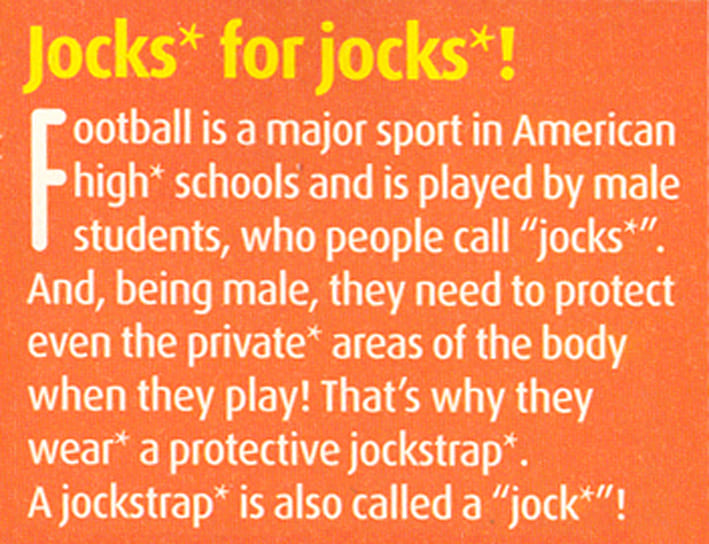 Jocks* for jocks*!
Football is a major sport in American
high* schools and is played by male
students, who people call “jocks*”.
And, being male, they need to protect
even the private* areas of the body
when they play! That’s why they
wear* a protective jockstrap*.
A jockstrap* is also called a “jock*”!